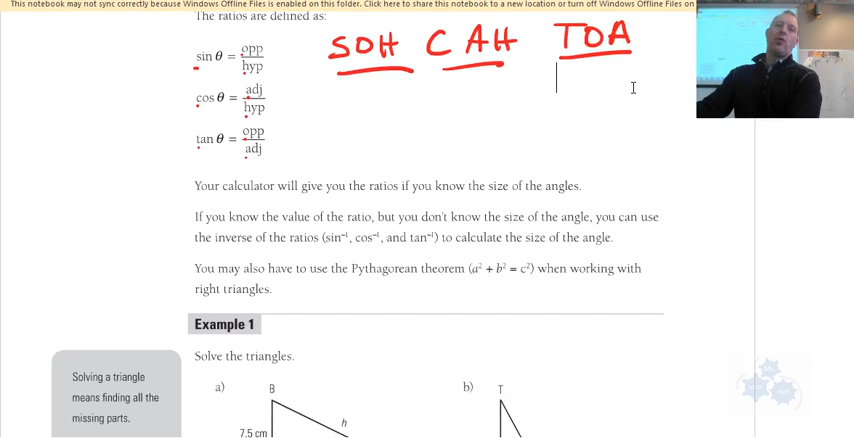 This notebook may not sync correctly because Windows Offline Files is enabled on this folder. Click here to share this notebook to a new location or turn off Windows Offline Files on
The ratios are defined as:
SOH CAH TOA
sin θ = opp/hyp
cos θ = adj/hyp
tan θ = opp/adj
Your calculator will give you the ratios if you know the size of the angles.
If you know the value of the ratio, but you don't know the size of the angle, you can use
the inverse of the ratios (sin⁻¹, cos⁻¹, and tan⁻¹) to calculate the size of the angle.
You may also have to use the Pythagorean theorem (a² + b² = c²) when working with
right triangles.
Example 1
Solve the triangles.
Solving a triangle
means finding all the
missing parts.
a) B
h
7.5 cm
b) T